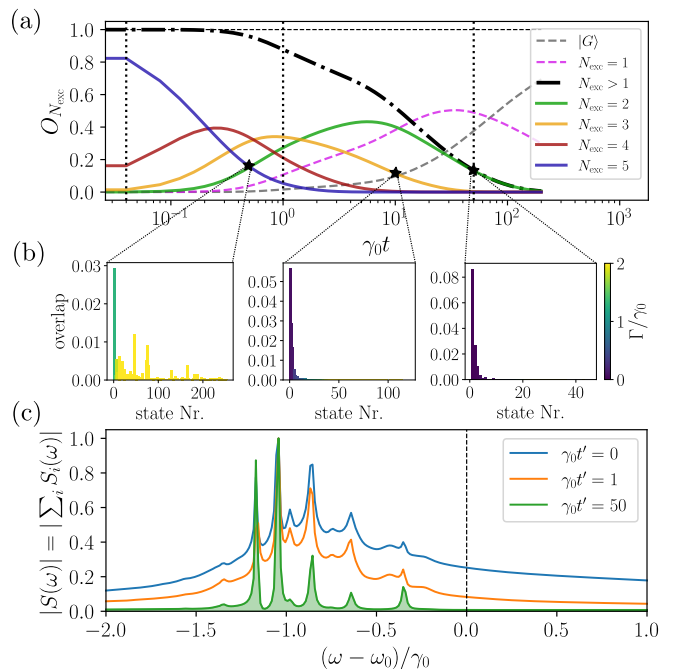 (a)
O_{N_exc}
1.0
0.8
0.6
0.4
0.2
0.0
10^{-1}
10^0
10^1
10^2
10^3
γ_0 t
|G⟩
N_exc = 1
N_exc > 1
N_exc = 2
N_exc = 3
N_exc = 4
N_exc = 5
(b)
overlap
0.03
0.02
0.01
0.00
0
100
200
state Nr.
0.05
0.04
0.03
0.02
0.01
0.00
0
50
100
state Nr.
0.08
0.06
0.04
0.02
0.00
0
20
40
state Nr.
2
1
0
Γ/γ_0
(c)
|S(ω)| = |∑_i S_i(ω)|
1.0
0.8
0.6
0.4
0.2
0.0
−2.0
−1.5
−1.0
−0.5
0.0
0.5
1.0
(ω − ω_0)/γ_0
γ_0 t′ = 0
γ_0 t′ = 1
γ_0 t′ = 50